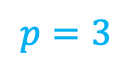 p = 3